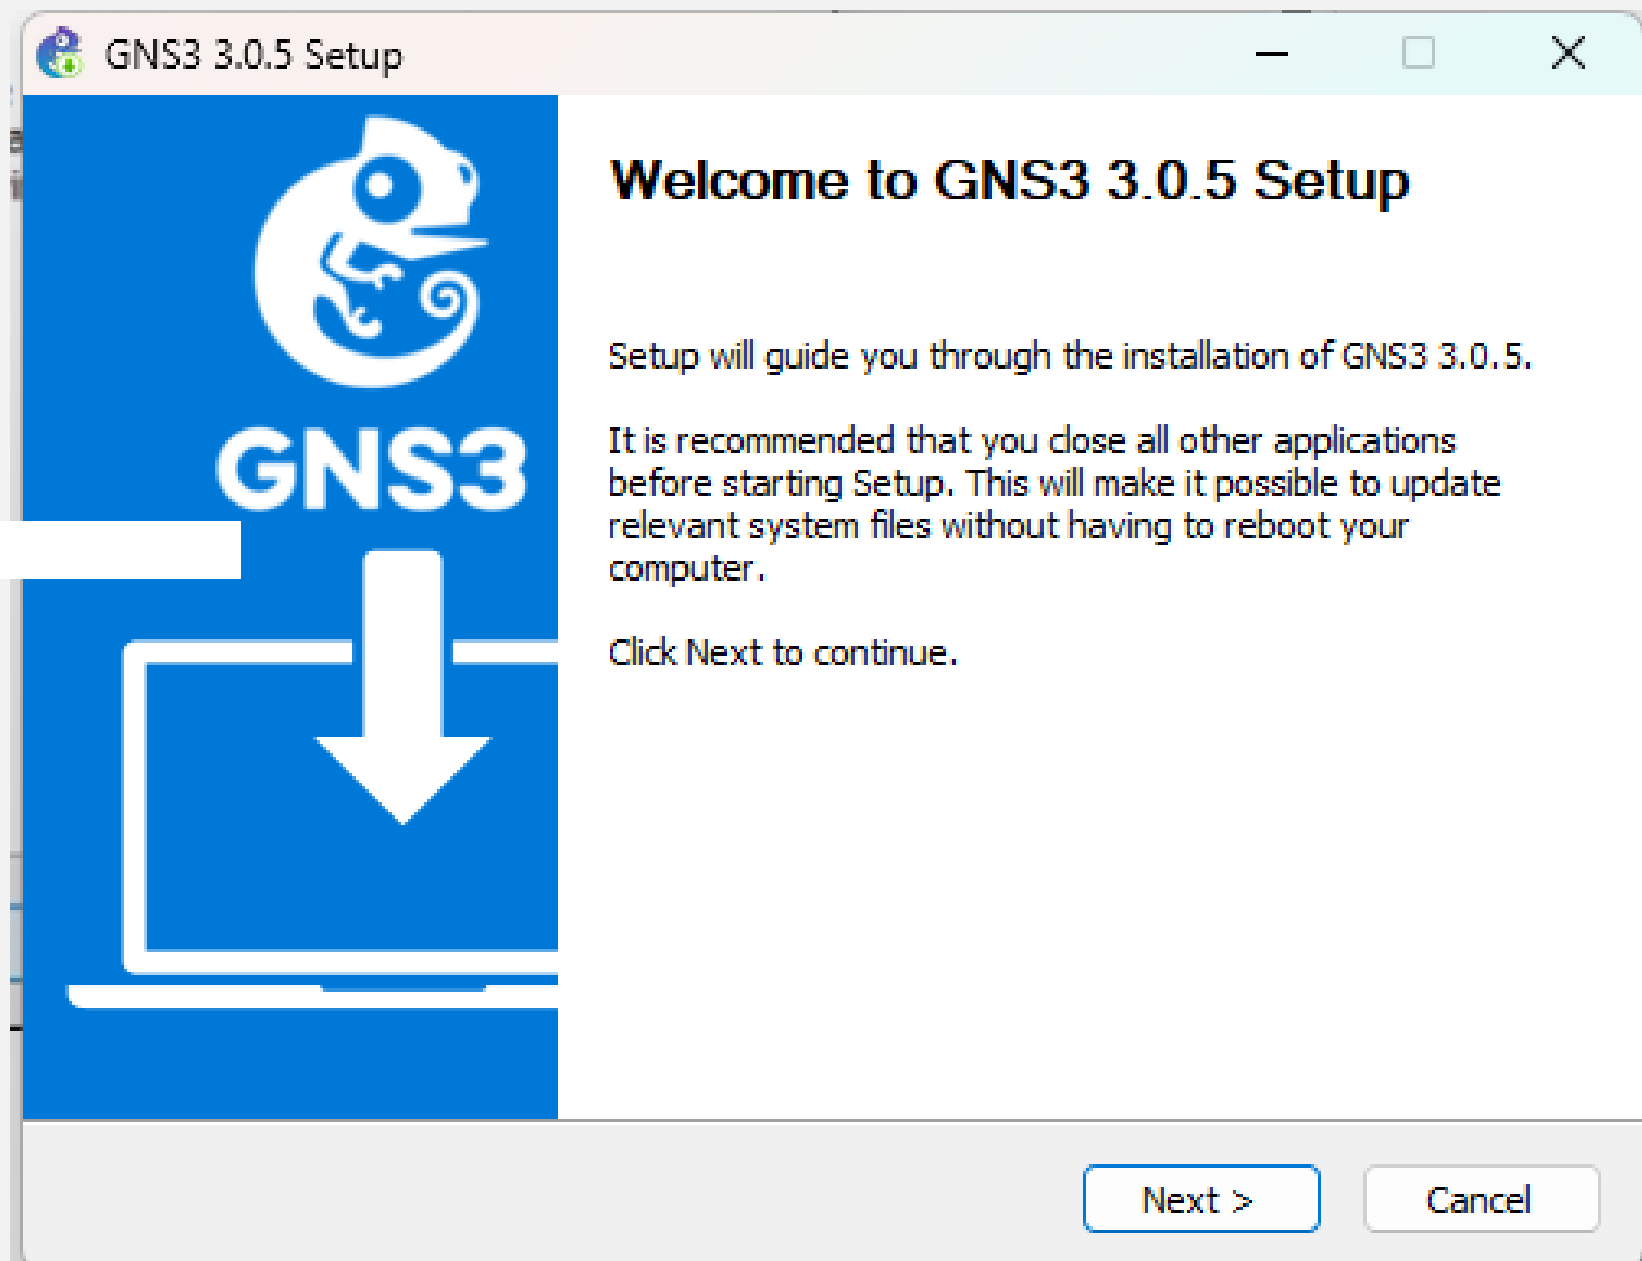 GNS3 3.0.5 Setup
GNS3
Welcome to GNS3 3.0.5 Setup
Setup will guide you through the installation of GNS3 3.0.5.
It is recommended that you close all other applications
before starting Setup. This will make it possible to update
relevant system files without having to reboot your
computer.
Click Next to continue.
Next >
Cancel